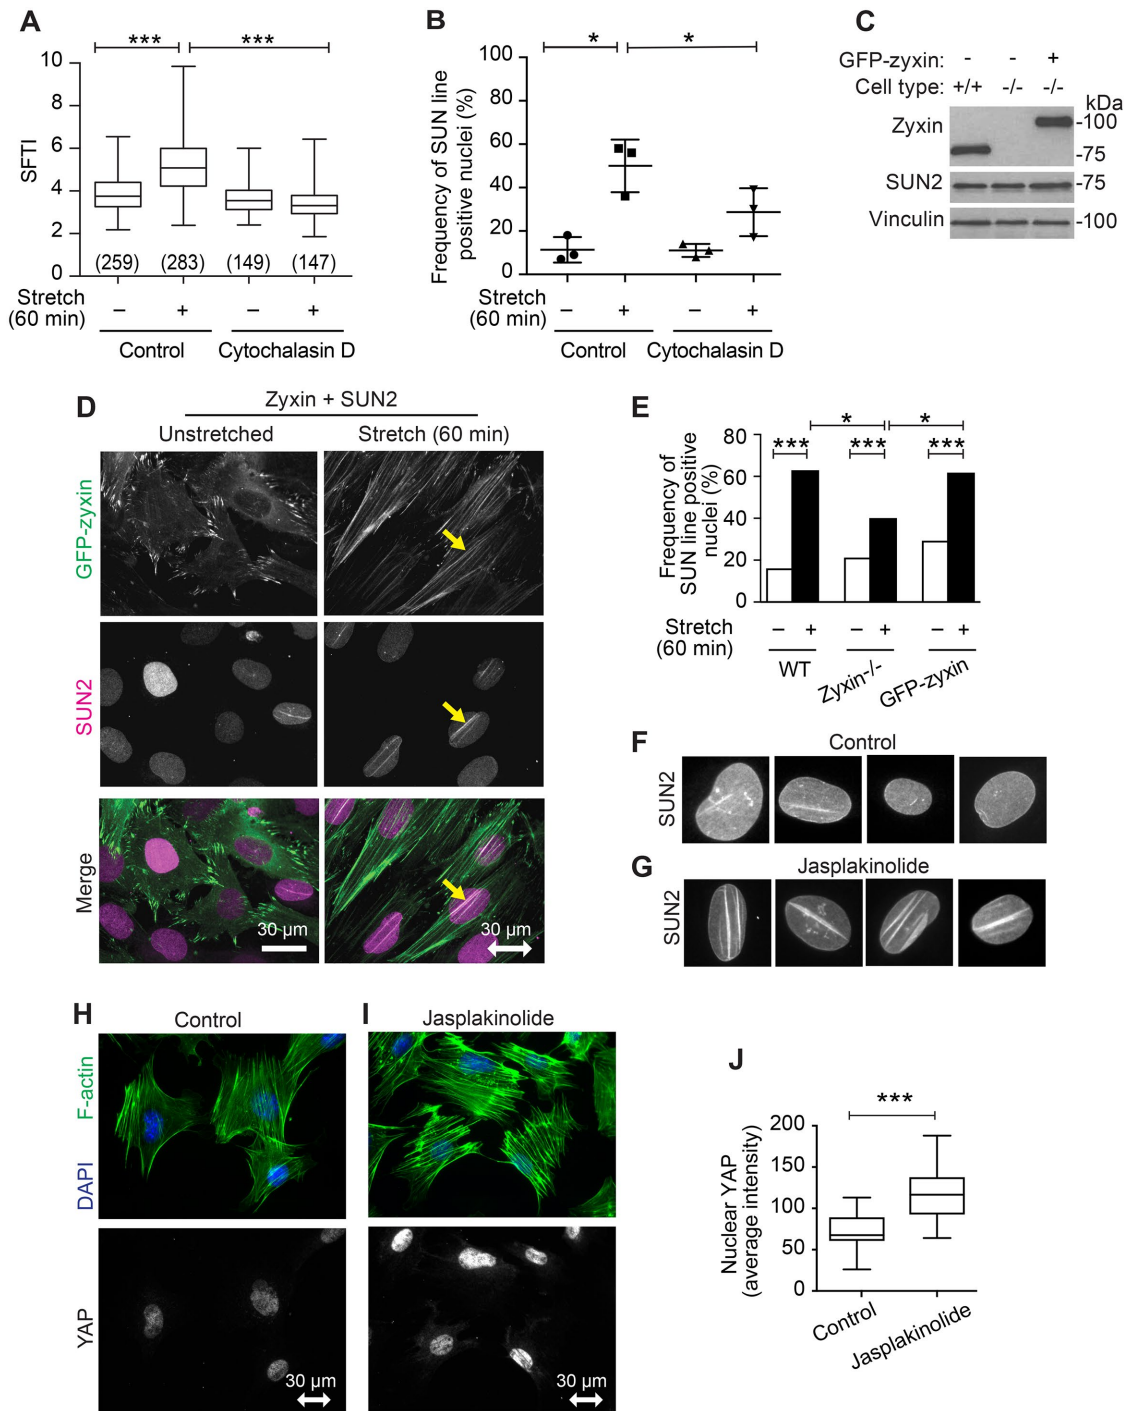 A
*** ***
10
8
6
4
2
0
SFTI
(259) (283) (149) (147)
Stretch
(60 min)
– + – +
Control Cytochalasin D
B
* *
100
80
60
40
20
0
Frequency of SUN line
positive nuclei (%)
Stretch
(60 min)
– + – +
Control Cytochalasin D
C
GFP-zyxin: - - +
Cell type: +/+ -/- -/-
kDa
Zyxin
-100
-75
SUN2 -75
Vinculin -100
D
Zyxin + SUN2
Unstretched Stretch (60 min)
GFP-zyxin
SUN2
Merge
30 µm 30 µm
E
* *
*** *** ***
80
60
40
20
0
Frequency of
SUN line positive
nuclei (%)
Stretch
(60 min)
– + – + – +
WT Zyxin-/- GFP-zyxin
F
Control
SUN2
G
Jasplakinolide
SUN2
H
Control
I
Jasplakinolide
DAPI F-actin
YAP
30 µm 30 µm
J
***
200
150
100
50
0
Nuclear YAP
(average intensity)
Control Jasplakinolide